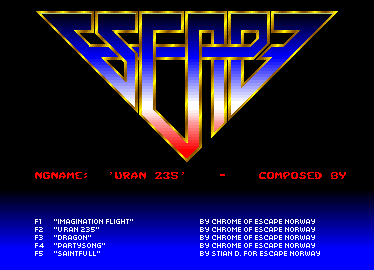 ESCAPE
NGNAME: 'URAN 235' - COMPOSED BY
F1 "IMAGINATION FLIGHT" BY CHROME OF ESCAPE NORWAY
F2 "URAN 235" BY CHROME OF ESCAPE NORWAY
F3 "DRAGON" BY CHROME OF ESCAPE NORWAY
F4 "PARTYSONG" BY CHROME OF ESCAPE NORWAY
F5 "SAINTFULL" BY STIAN D. FOR ESCAPE NORWAY